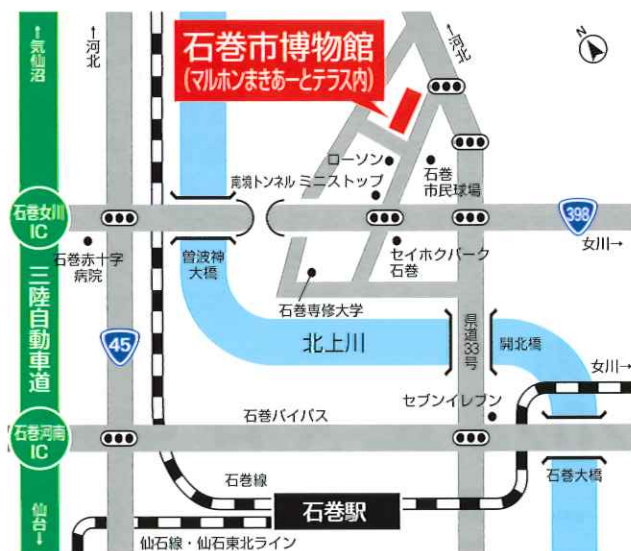 ↑気仙沼
↑河北
石巻市博物館
(マルホンまきあーとテラス内)
↑河北
N
ローソン
石巻
市民球場
南境トンネル
ミニストップ
石巻女川
IC
398
女川→
石巻赤十字
病院
曽波神
大橋
セイホクパーク
石巻
石巻専修大学
三陸自動車道
45
北上川
県道33号
開北橋
女川→
セブンイレブン
石巻バイパス
石巻河南
IC
石巻大橋
石巻線
石巻駅
仙台↓
仙石線・仙石東北ライン